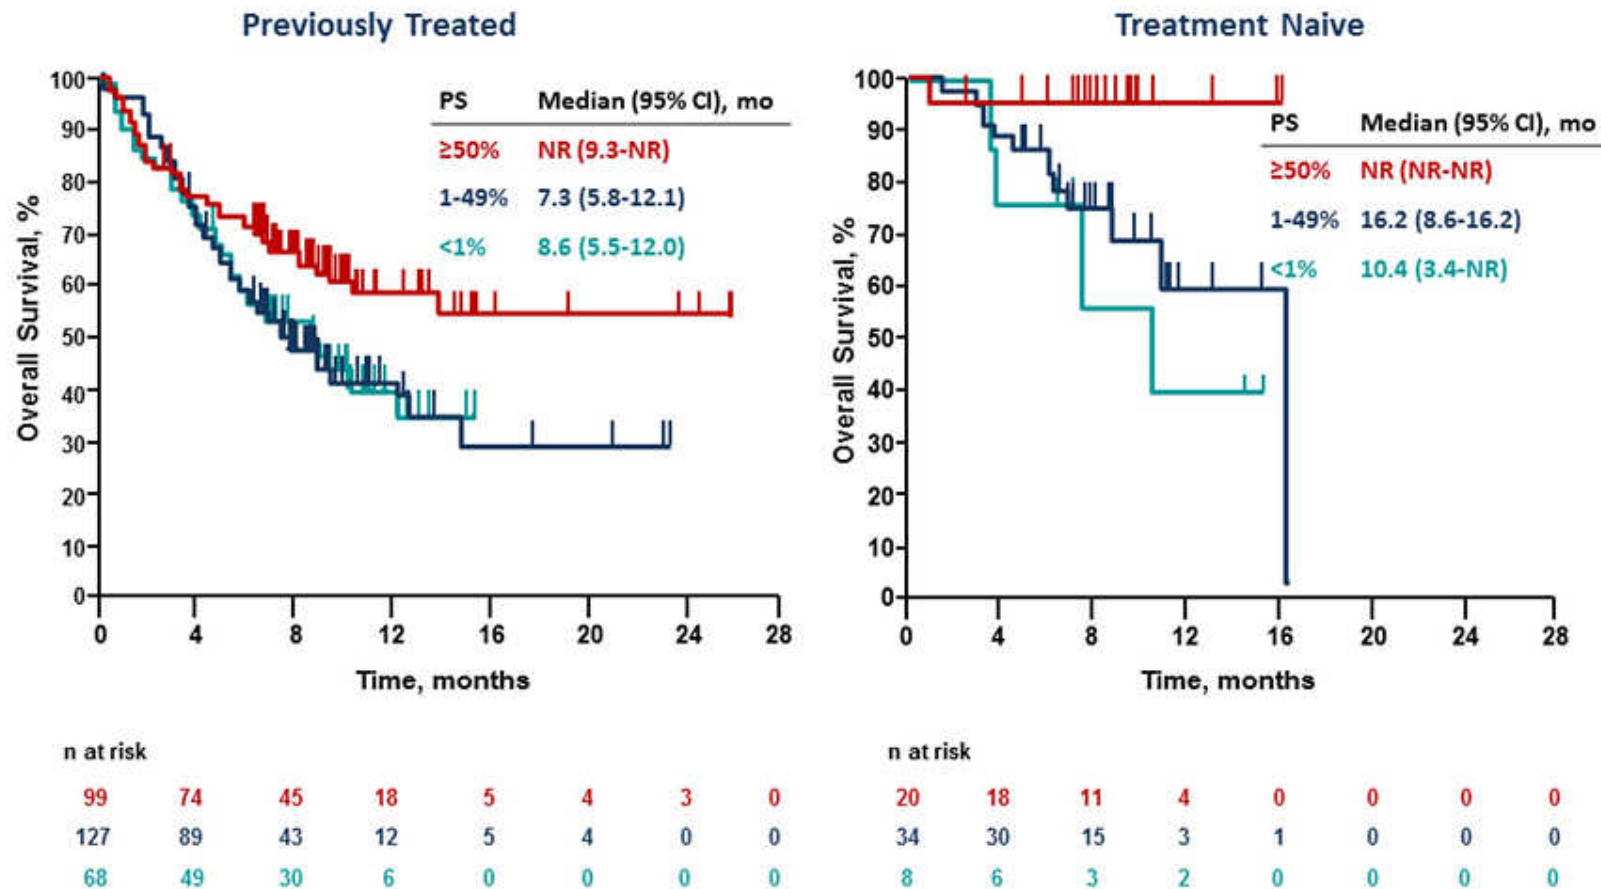 Previously Treated
PS Median (95% CI), mo
≥50% NR (9.3-NR)
1-49% 7.3 (5.8-12.1)
<1% 8.6 (5.5-12.0)
Overall Survival, %
100
90
80
70
60
50
40
30
20
10
0
0 4 8 12 16 20 24 28
Time, months
n at risk
99 74 45 18 5 4 3 0
127 89 43 12 5 4 0 0
68 49 30 6 0 0 0 0
Treatment Naive
PS Median (95% CI), mo
≥50% NR (NR-NR)
1-49% 16.2 (8.6-16.2)
<1% 10.4 (3.4-NR)
Overall Survival, %
100
90
80
70
60
50
40
30
20
10
0
0 4 8 12 16 20 24 28
Time, months
n at risk
20 18 11 4 0 0 0 0
34 30 15 3 1 0 0 0
8 6 3 2 0 0 0 0